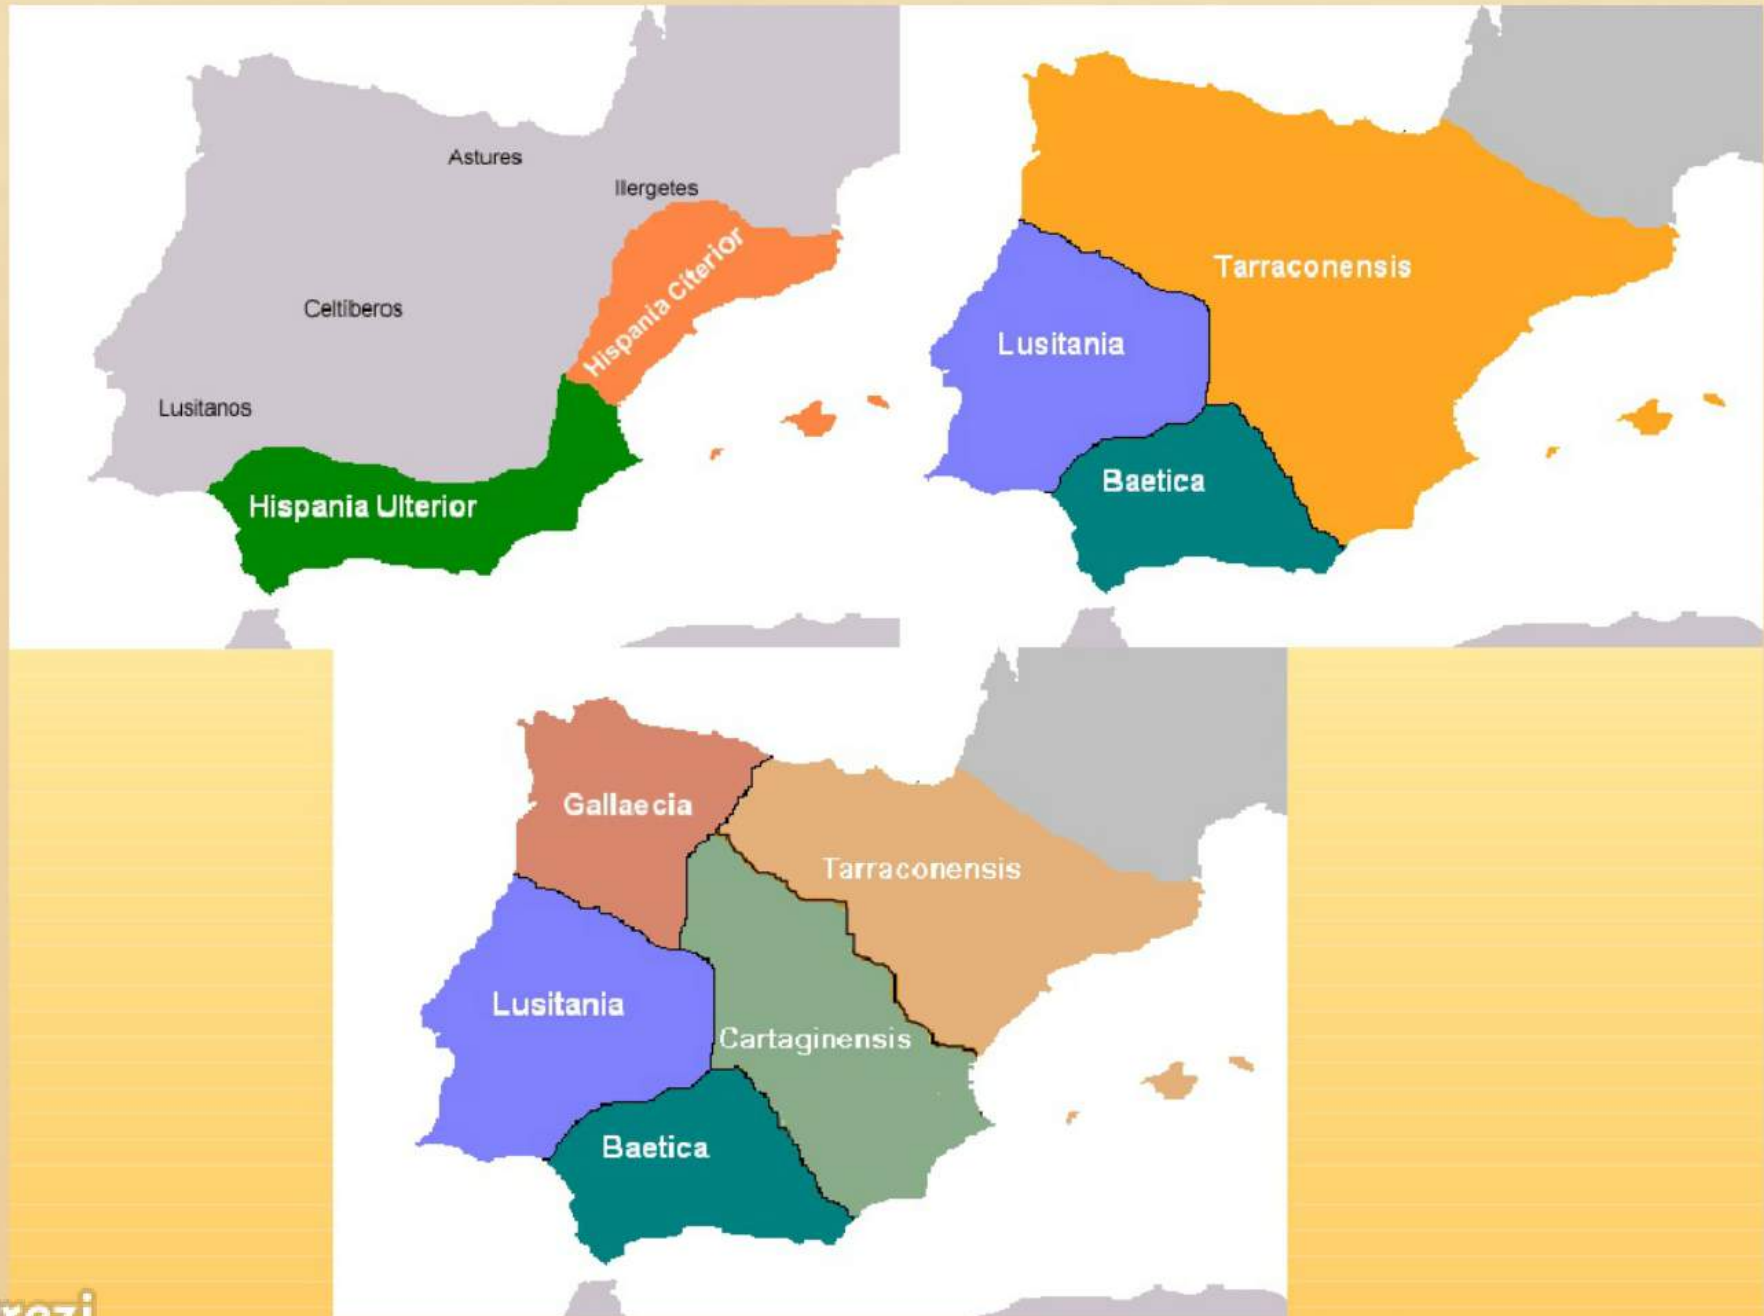 Astures
Ilergetes
Hispania Citerior
Celtíberos
Lusitanos
Hispania Ulterior
Tarraconensis
Lusitania
Baetica
Gallaecia
Tarraconensis
Lusitania
Cartaginensis
Baetica